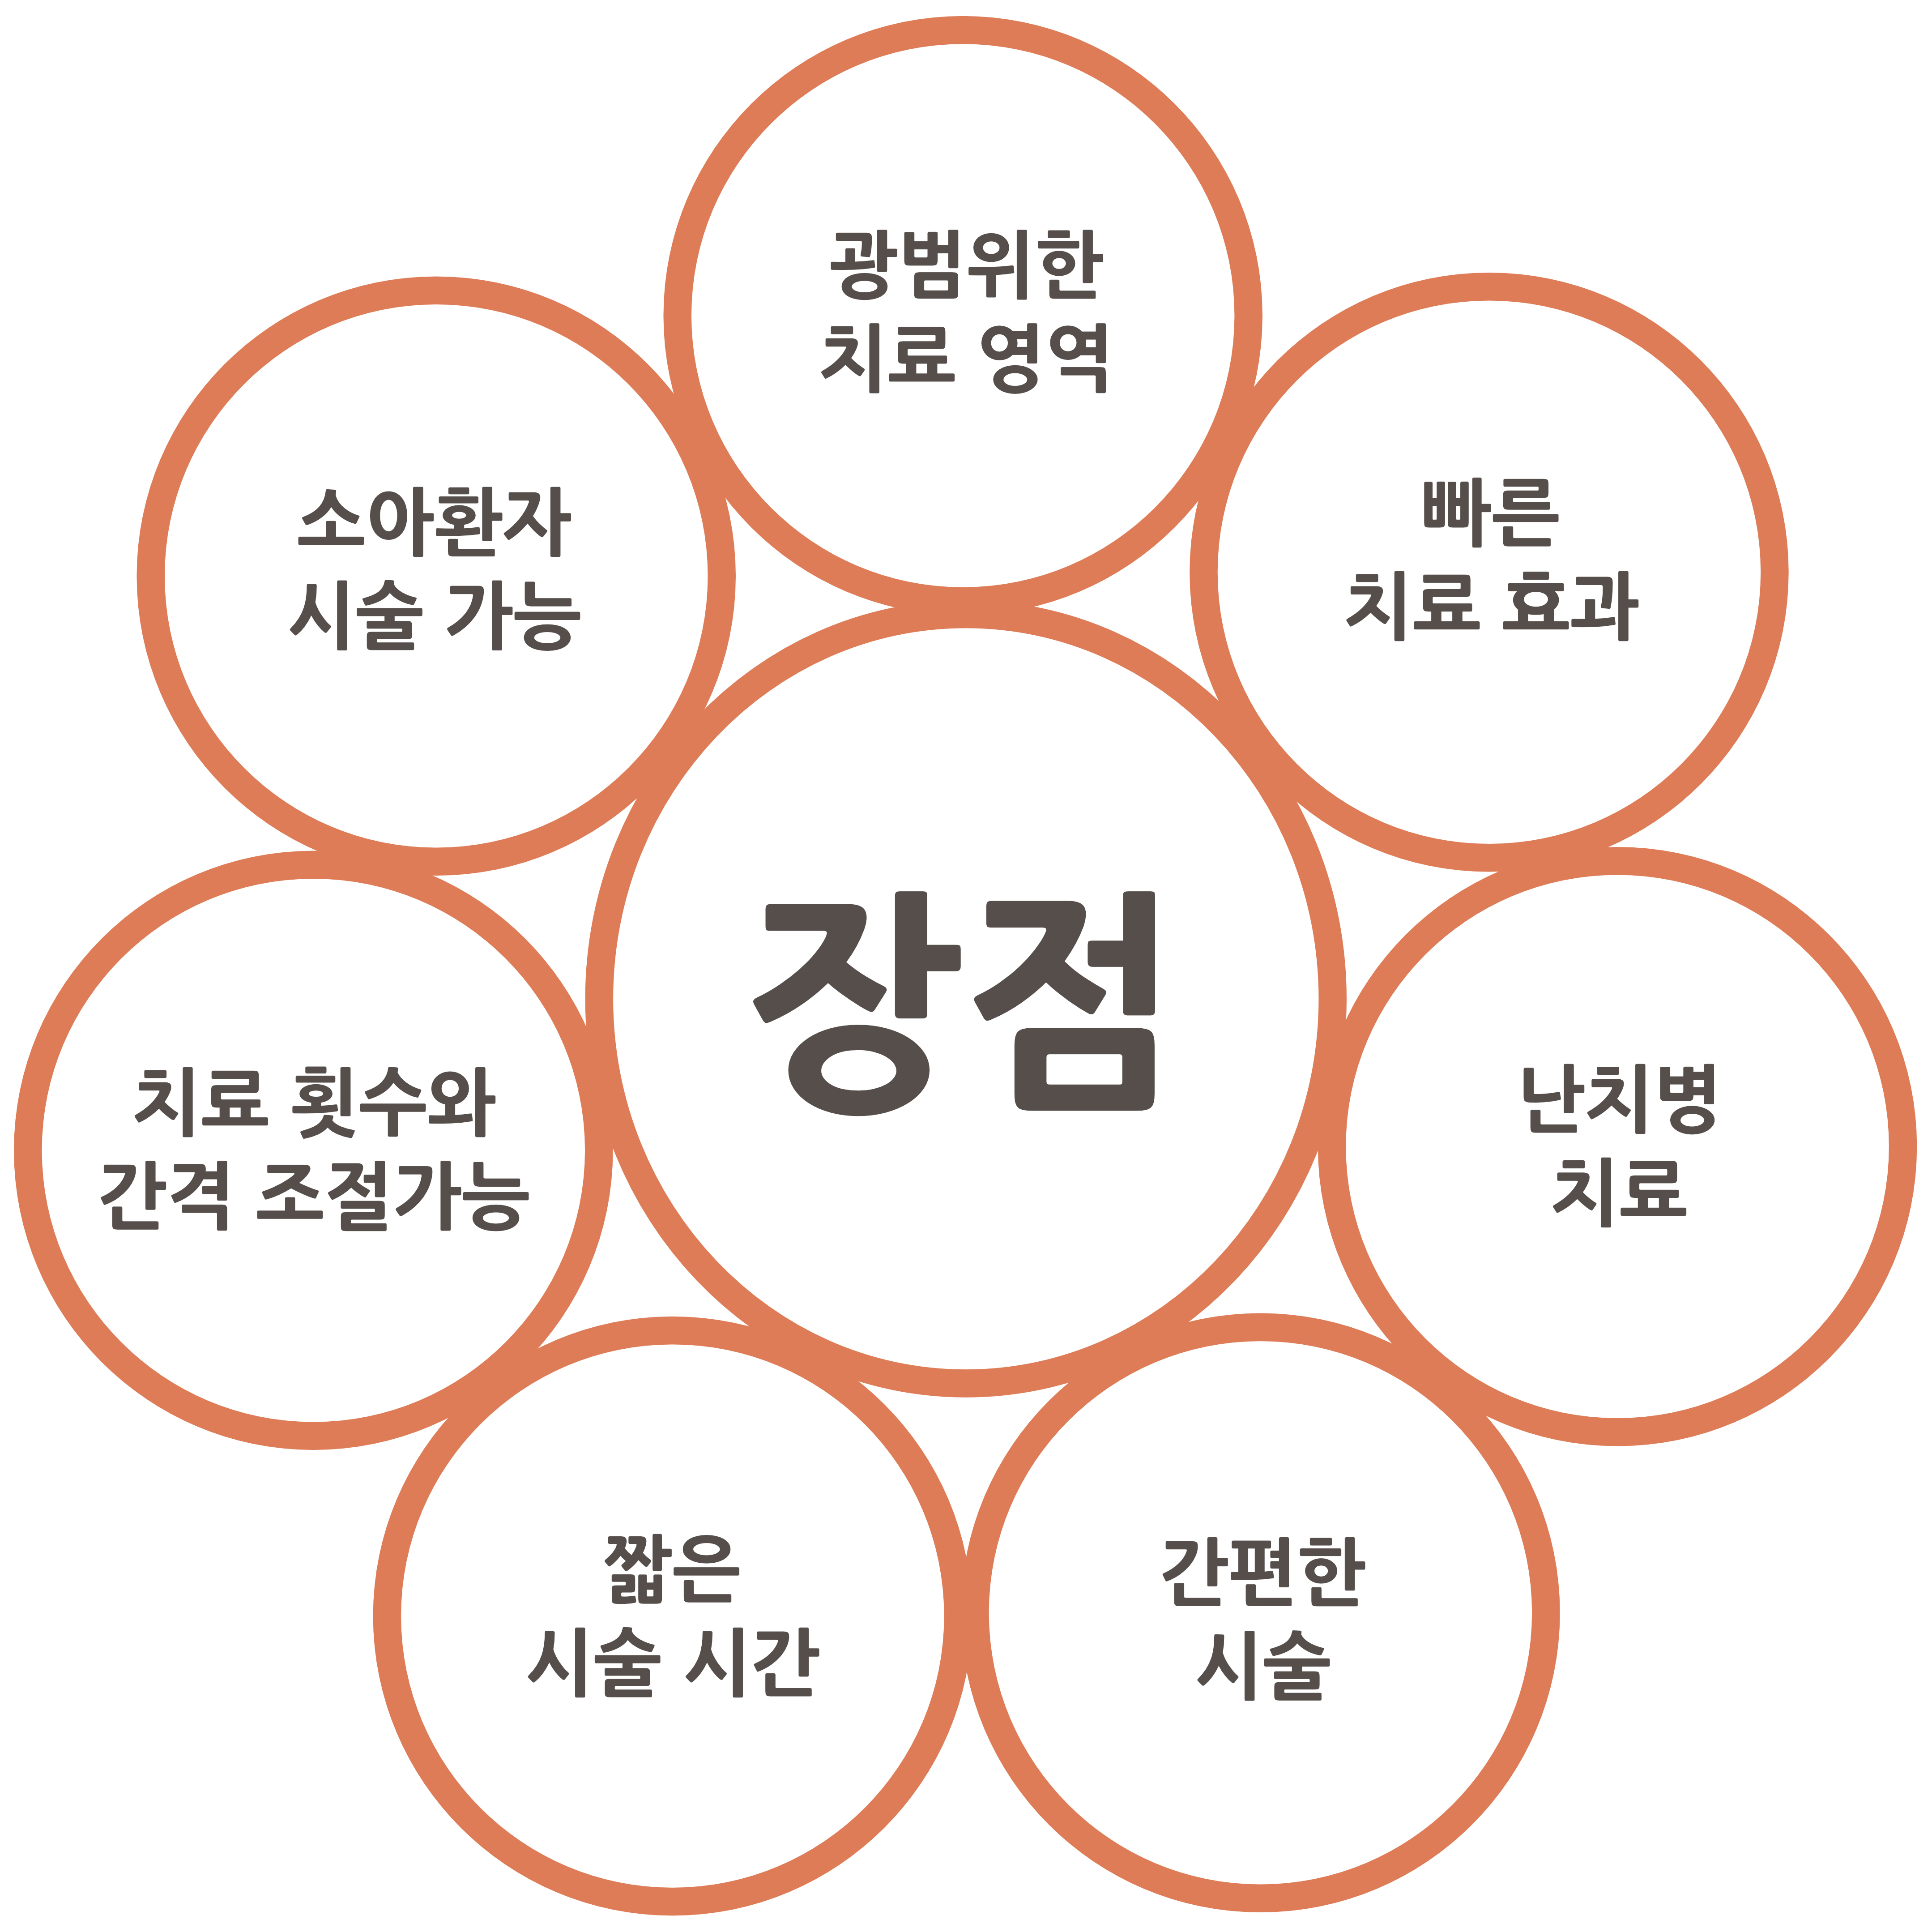 광범위한
치료 영역
소아환자
시술 가능
빠른
치료 효과
장점
치료 횟수와
간격 조절가능
난치병
치료
짧은
시술 시간
간편한
시술